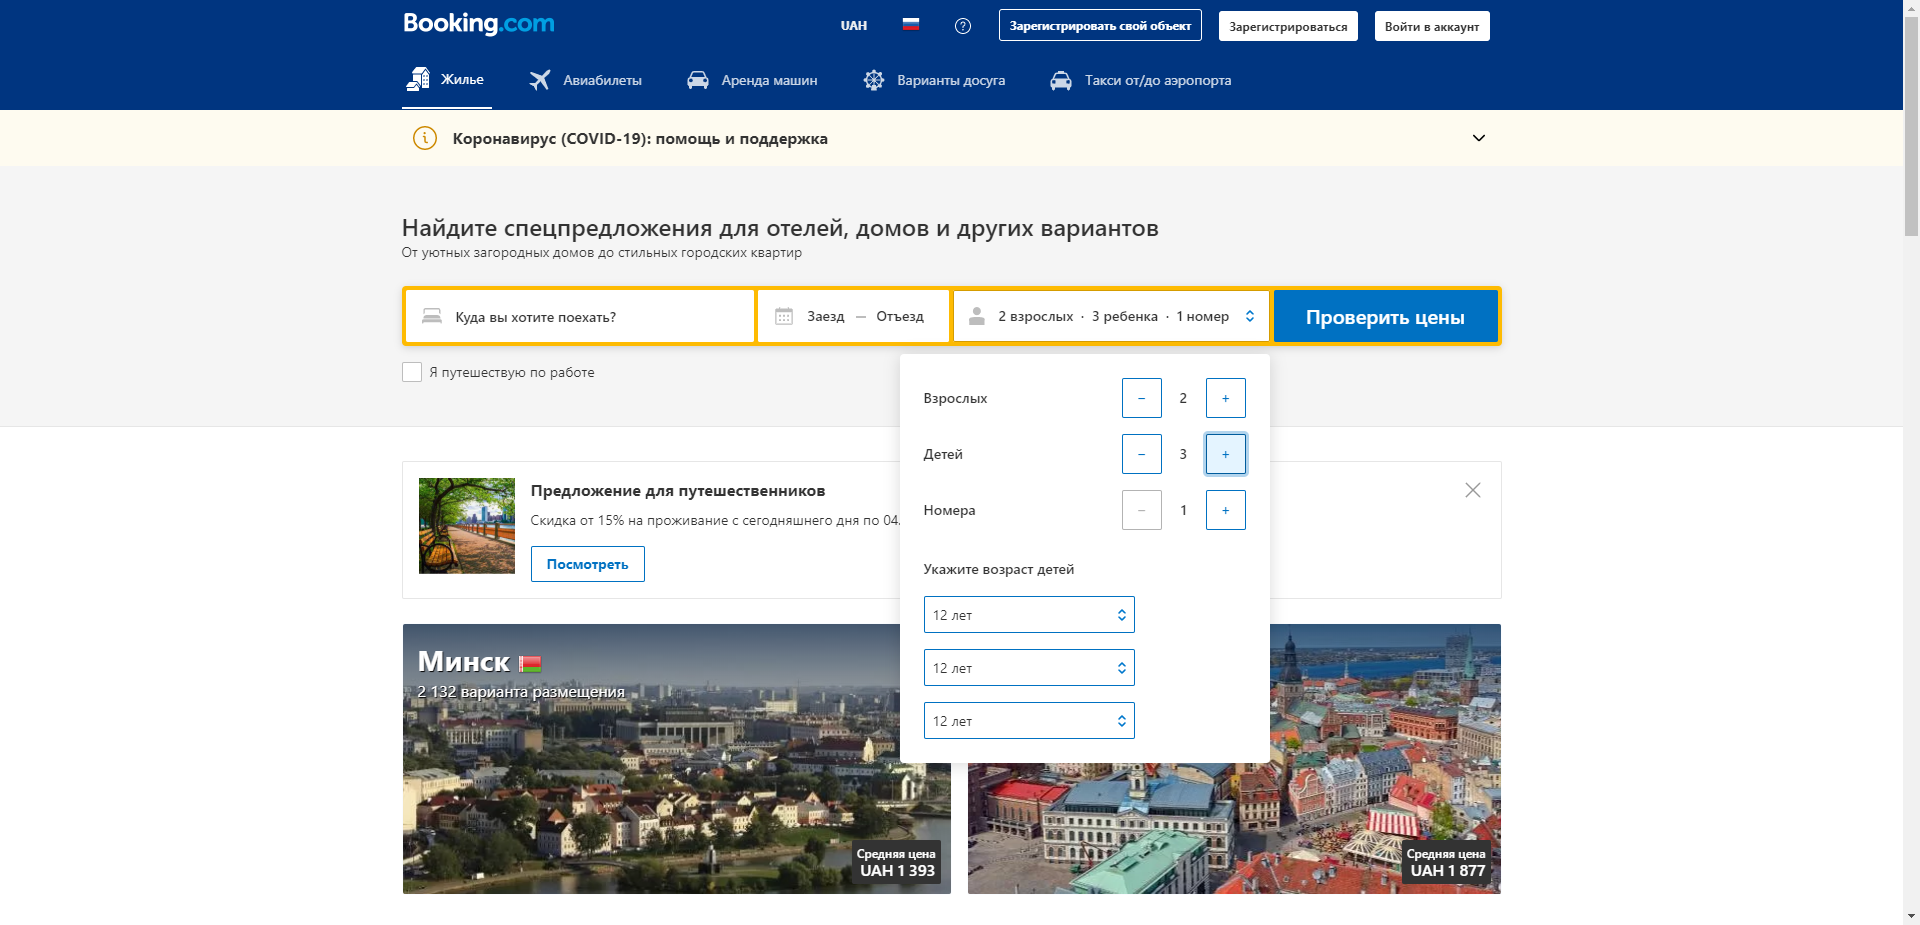 Booking.com
UAH
Зарегистрировать свой объект
Зарегистрироваться
Войти в аккаунт
Жилье
Авиабилеты
Аренда машин
Варианты досуга
Такси от/до аэропорта
Коронавирус (COVID-19): помощь и поддержка
Найдите спецпредложения для отелей, домов и других вариантов
От уютных загородных домов до стильных городских квартир
Куда вы хотите поехать?
Заезд — Отъезд
2 взрослых · 3 ребенка · 1 номер
Проверить цены
Я путешествую по работе
Взрослых
− 2 +
Детей
− 3 +
Номера
− 1 +
Укажите возраст детей
12 лет
12 лет
12 лет
Предложение для путешественников
Скидка от 15% на проживание с сегодняшнего дня по 04.
Посмотреть
Минск
2 132 варианта размещения
Средняя цена
UAH 1 393
Средняя цена
UAH 1 877